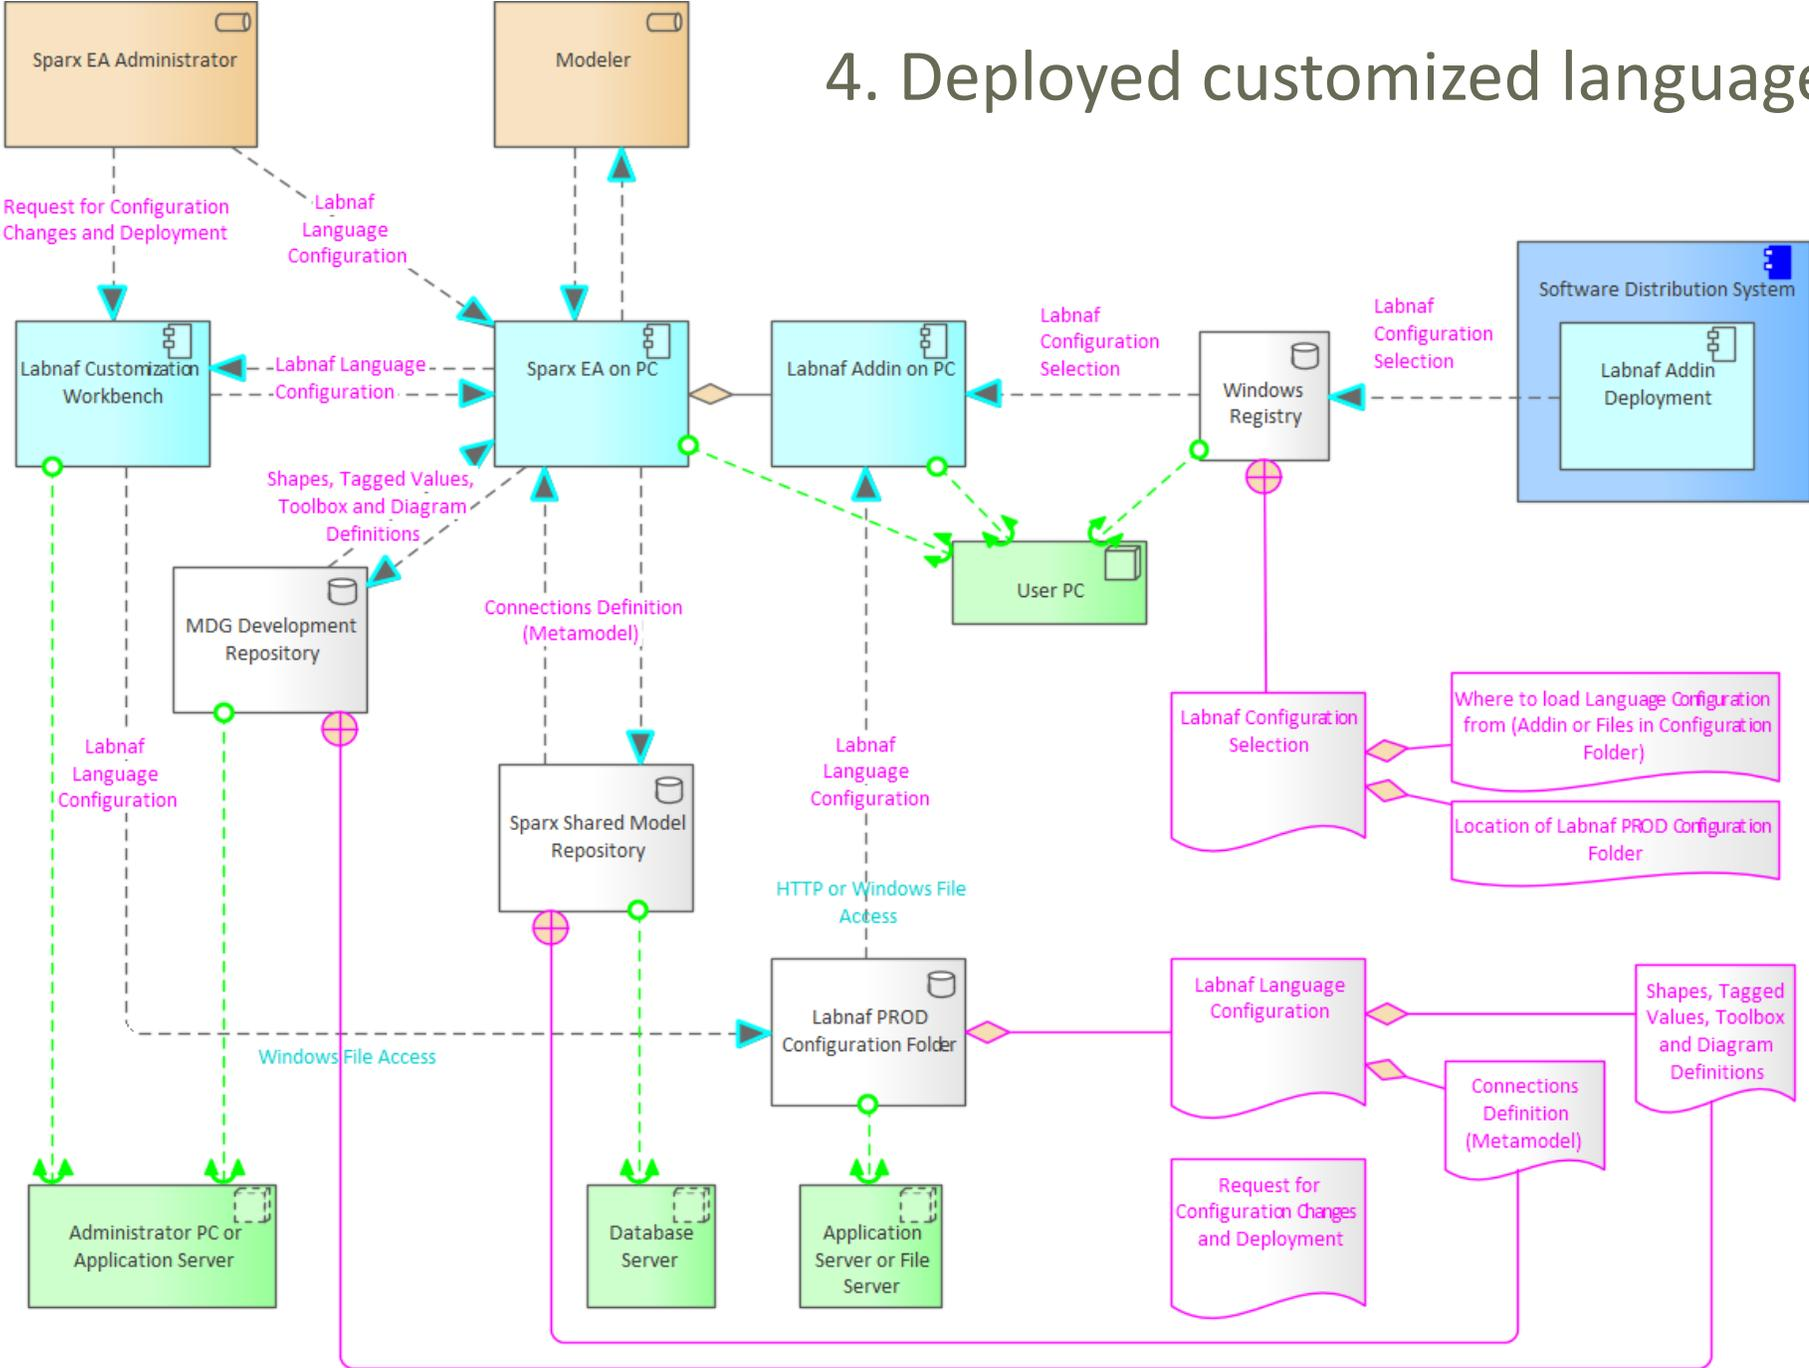 Sparx EA Administrator
Modeler
4. Deployed customized language
Request for Configuration
Changes and Deployment
Labnaf
Language
Configuration
Software Distribution System
Labnaf Customization
Workbench
Labnaf Language
Configuration
Sparx EA on PC
Labnaf Addin on PC
Labnaf
Configuration
Selection
Windows
Registry
Labnaf
Configuration
Selection
Labnaf Addin
Deployment
Shapes, Tagged Values,
Toolbox and Diagram
Definitions
User PC
MDG Development
Repository
Connections Definition
(Metamodel)
Labnaf
Language
Configuration
Labnaf
Language
Configuration
Labnaf Configuration
Selection
Where to load Language Configuration
from (Addin or Files in Configuration
Folder)
Location of Labnaf PROD Configuration
Folder
Sparx Shared Model
Repository
HTTP or Windows File
Access
Windows File Access
Labnaf PROD
Configuration Folder
Labnaf Language
Configuration
Shapes, Tagged
Values, Toolbox
and Diagram
Definitions
Connections
Definition
(Metamodel)
Request for
Configuration Changes
and Deployment
Administrator PC or
Application Server
Database
Server
Application
Server or File
Server